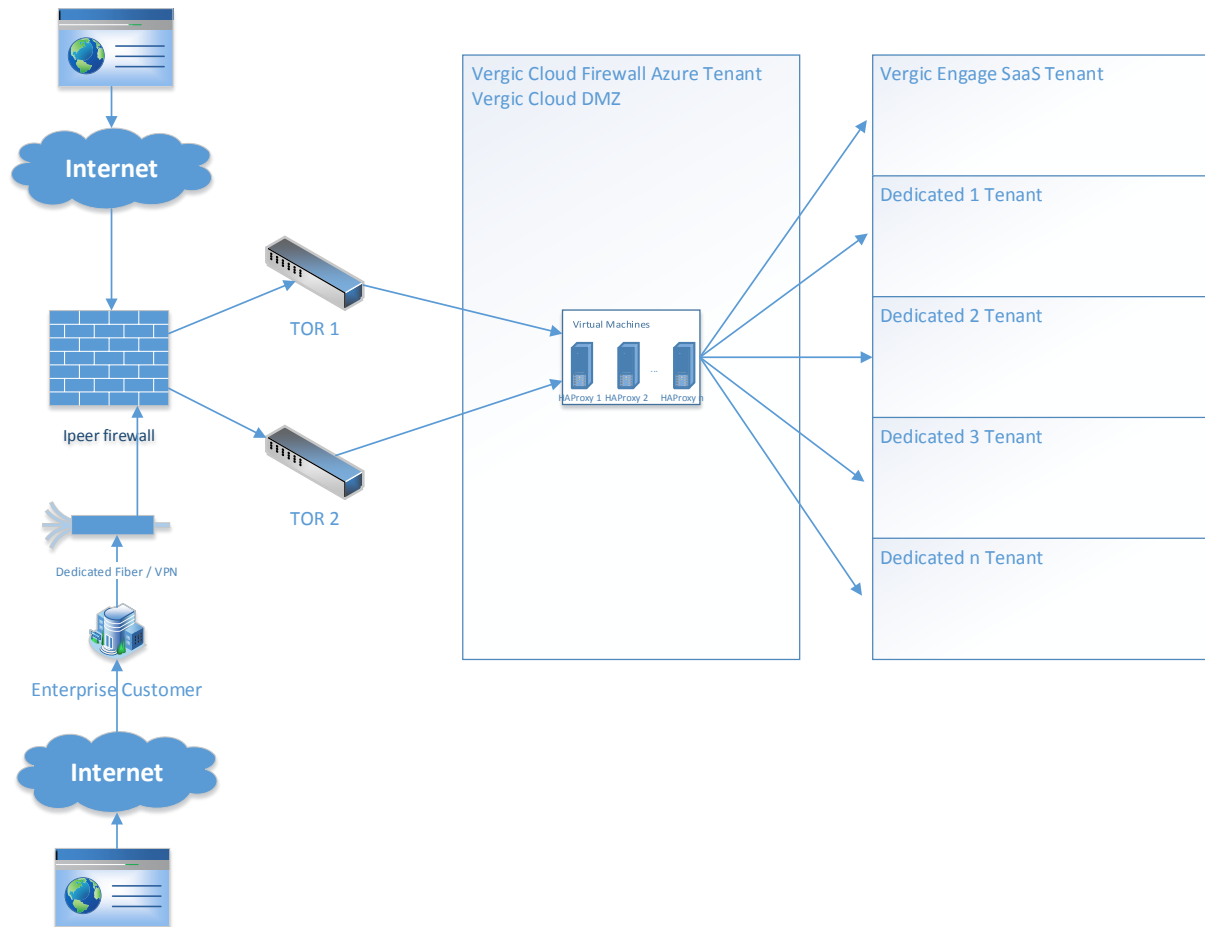 Internet
Ipeer firewall
Dedicated Fiber / VPN
Enterprise Customer
Internet
TOR 1
TOR 2
Vergic Cloud Firewall Azure Tenant
Vergic Cloud DMZ
Virtual Machines
...
HAProxy 1 HAProxy 2 HAProxy n
Vergic Engage SaaS Tenant
Dedicated 1 Tenant
Dedicated 2 Tenant
Dedicated 3 Tenant
Dedicated n Tenant